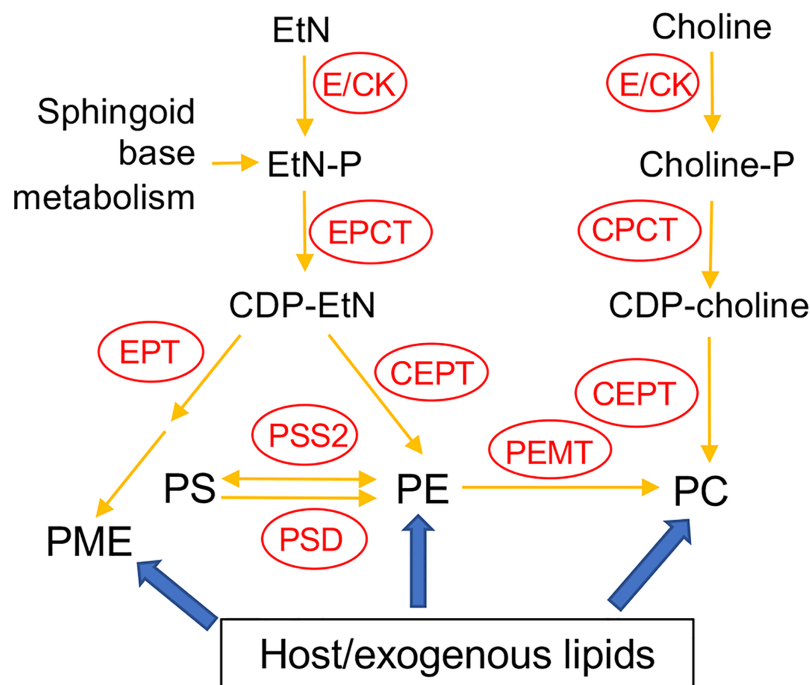 EtN
Choline
E/CK
E/CK
Sphingoid
base
metabolism
EtN-P
Choline-P
EPCT
CPCT
CDP-EtN
CDP-choline
EPT
CEPT
CEPT
PSS2
PEMT
PS
PE
PC
PSD
PME
Host/exogenous lipids